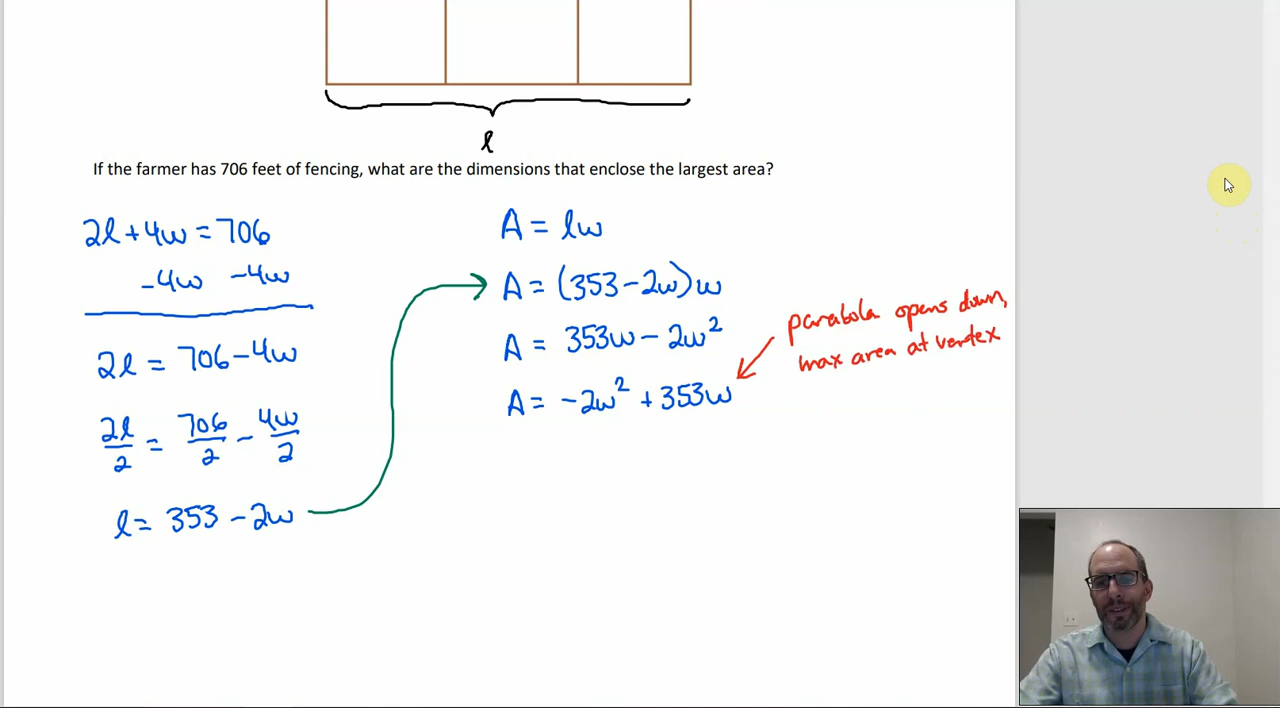 l
If the farmer has 706 feet of fencing, what are the dimensions that enclose the largest area?
2l + 4w = 706
-4w -4w
2l = 706 - 4w
2l/2 = 706/2 - 4w/2
l = 353 - 2w
A = lw
A = (353 - 2w)w
A = 353w - 2w²
A = -2w² + 353w
parabola opens down,
max area at vertex